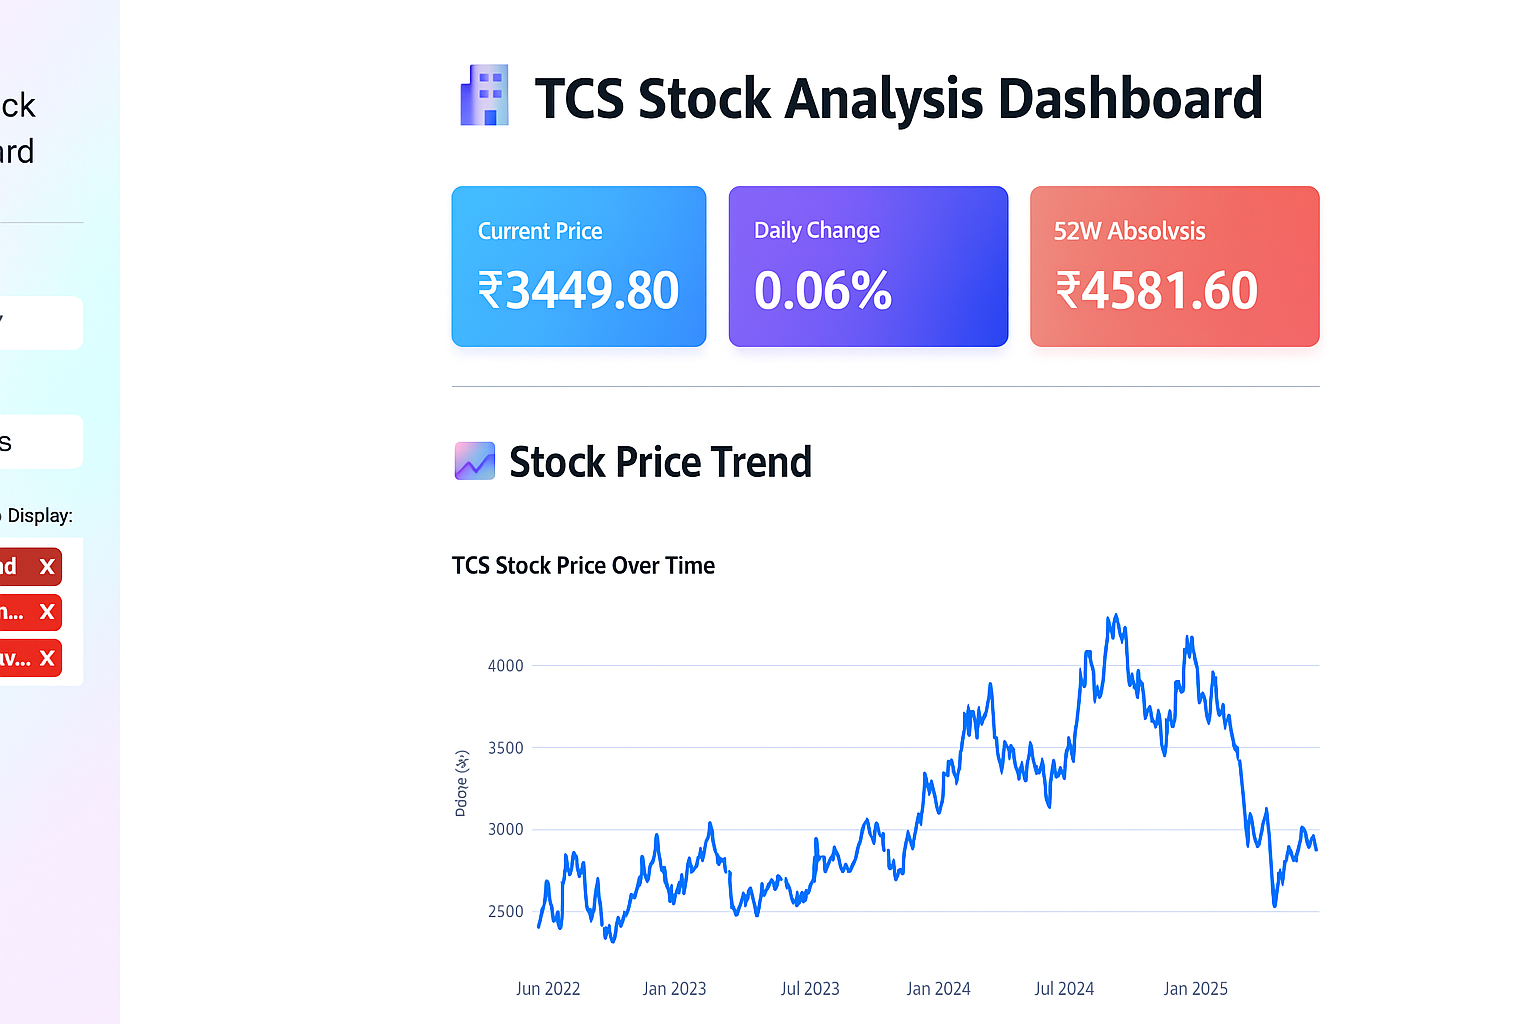 ck
ard
s
Display:
nd X
n... X
uv... X
TCS Stock Analysis Dashboard
Current Price
₹3449.80
Daily Change
0.06%
52W Absolvsis
₹4581.60
Stock Price Trend
TCS Stock Price Over Time
4000
3500
3000
2500
Jun 2022
Jan 2023
Jul 2023
Jan 2024
Jul 2024
Jan 2025